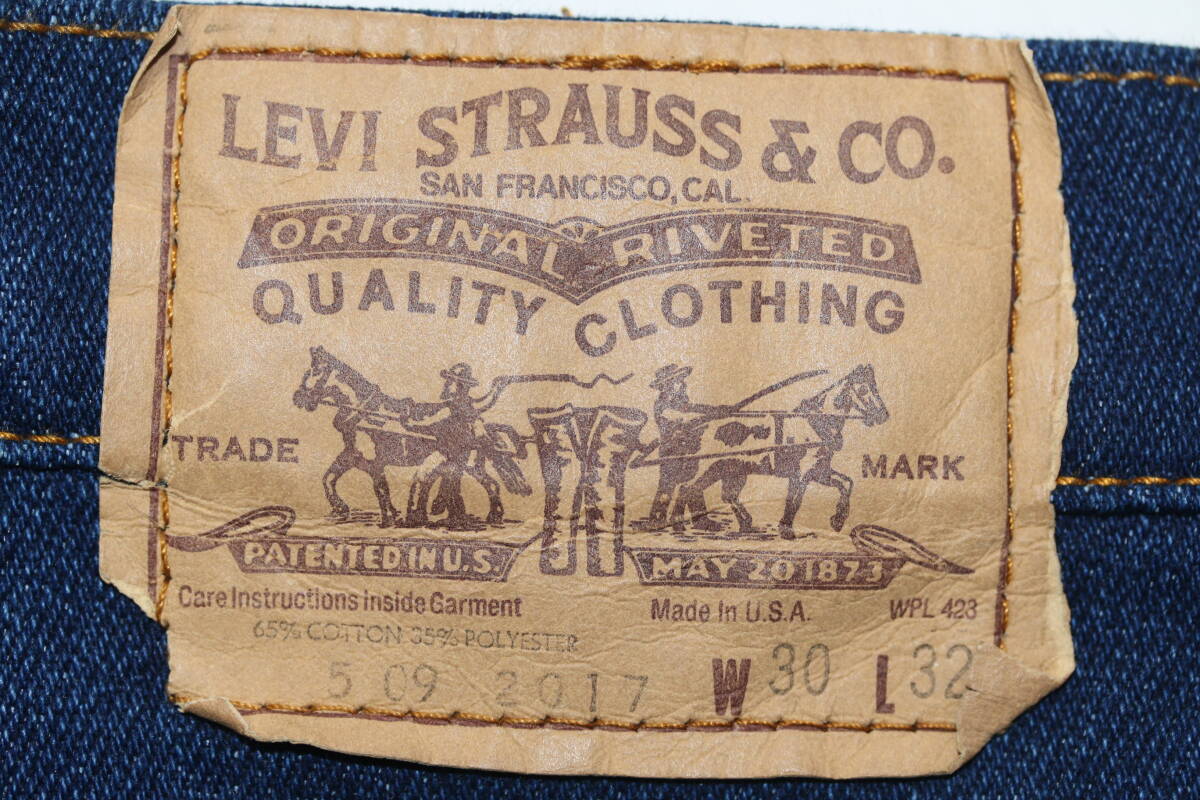 LEVI STRAUSS & CO.
SAN FRANCISCO, CAL.
ORIGINAL RIVETED
QUALITY CLOTHING
TRADE MARK
PATENTED IN U.S. MAY 20 1873
Care Instructions Inside Garment Made In U.S.A. WPL 423
65% COTTON 35% POLYESTER
5 09 2017 W 30 L 32